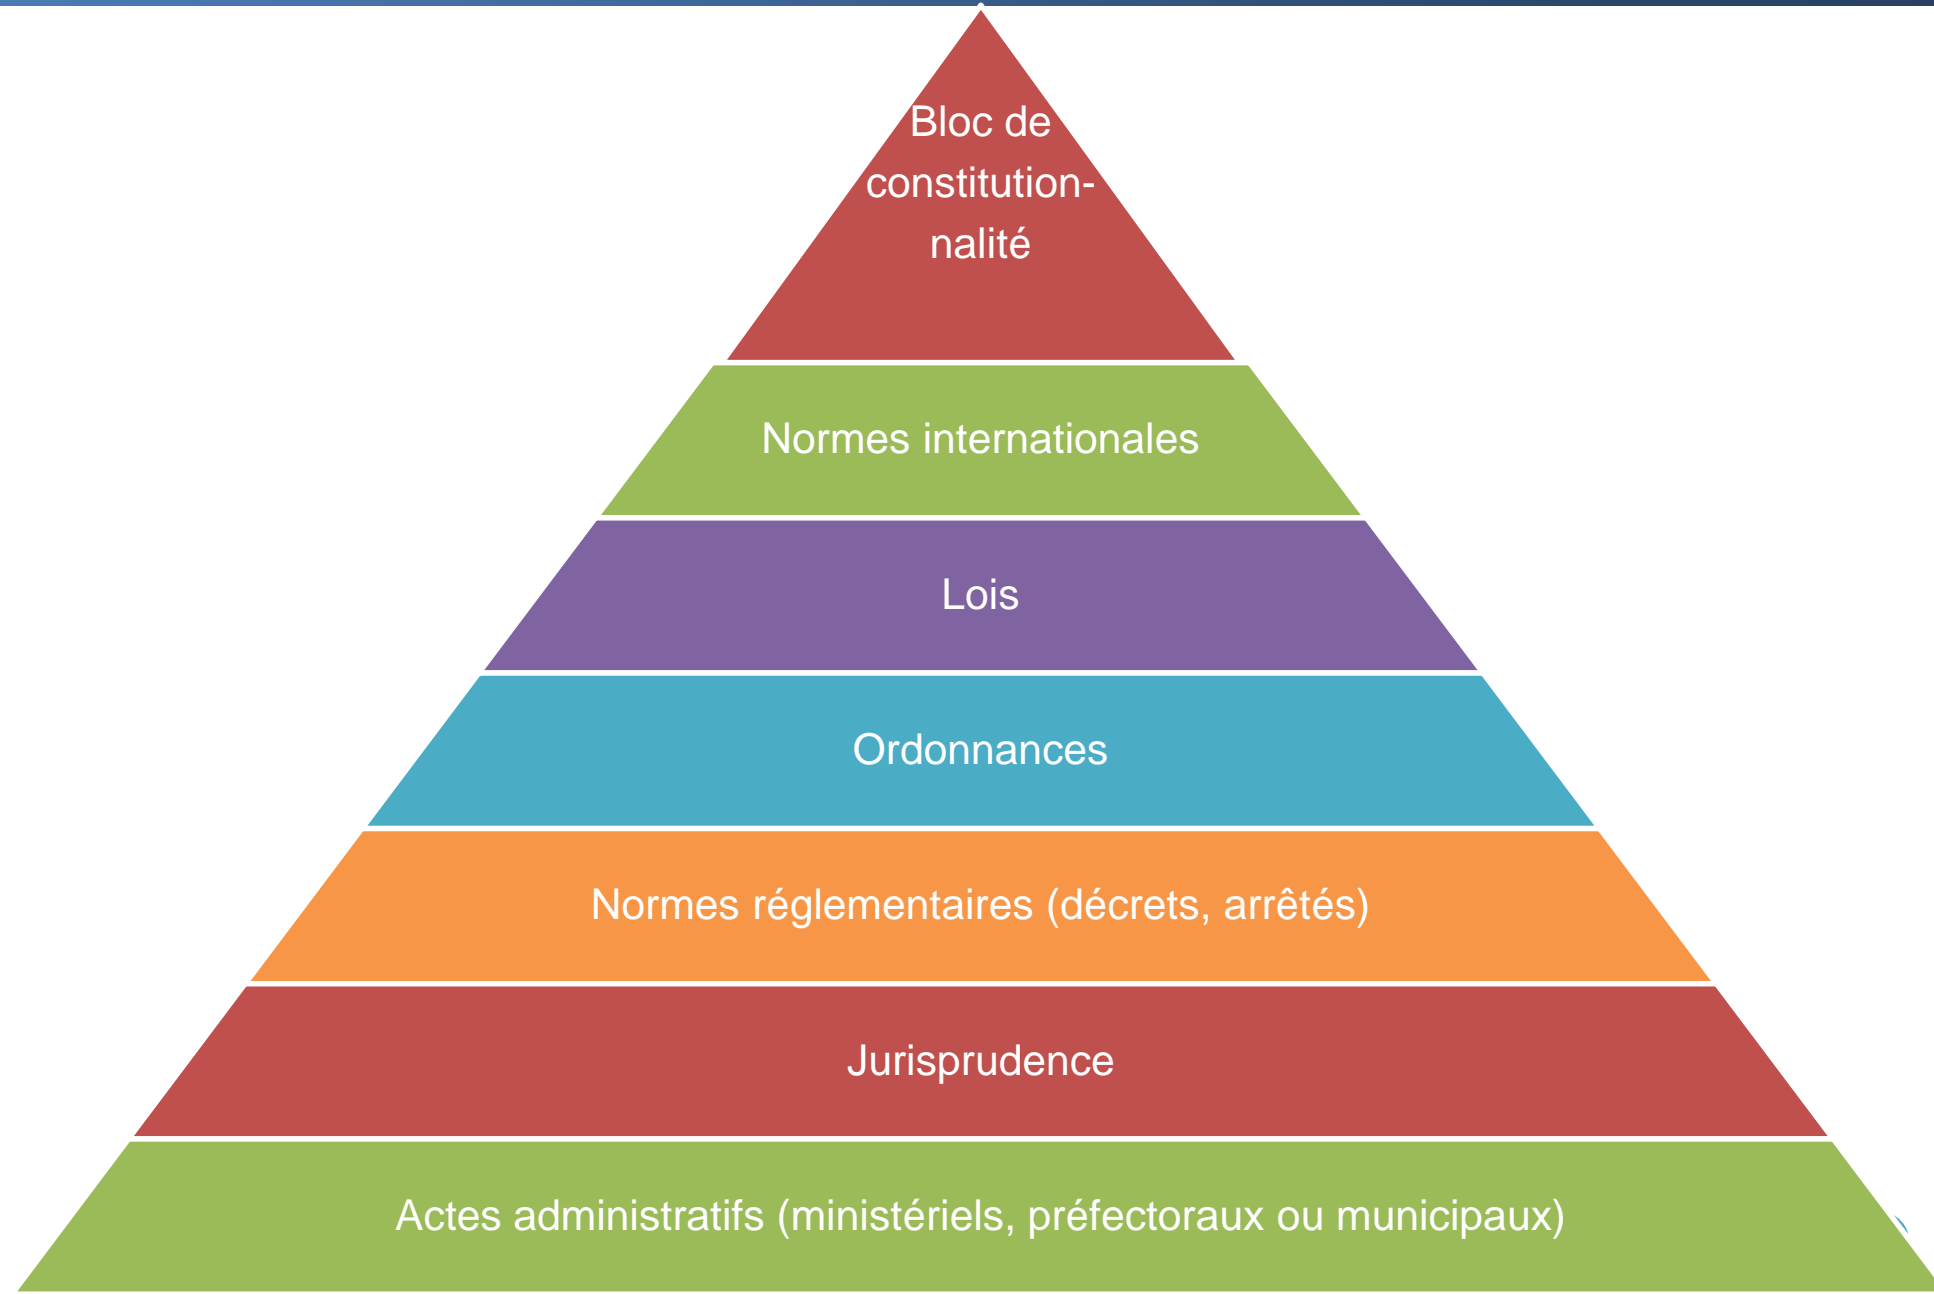 Bloc de
constitution-
nalité
Normes internationales
Lois
Ordonnances
Normes réglementaires (décrets, arrêtés)
Jurisprudence
Actes administratifs (ministériels, préfectoraux ou municipaux)